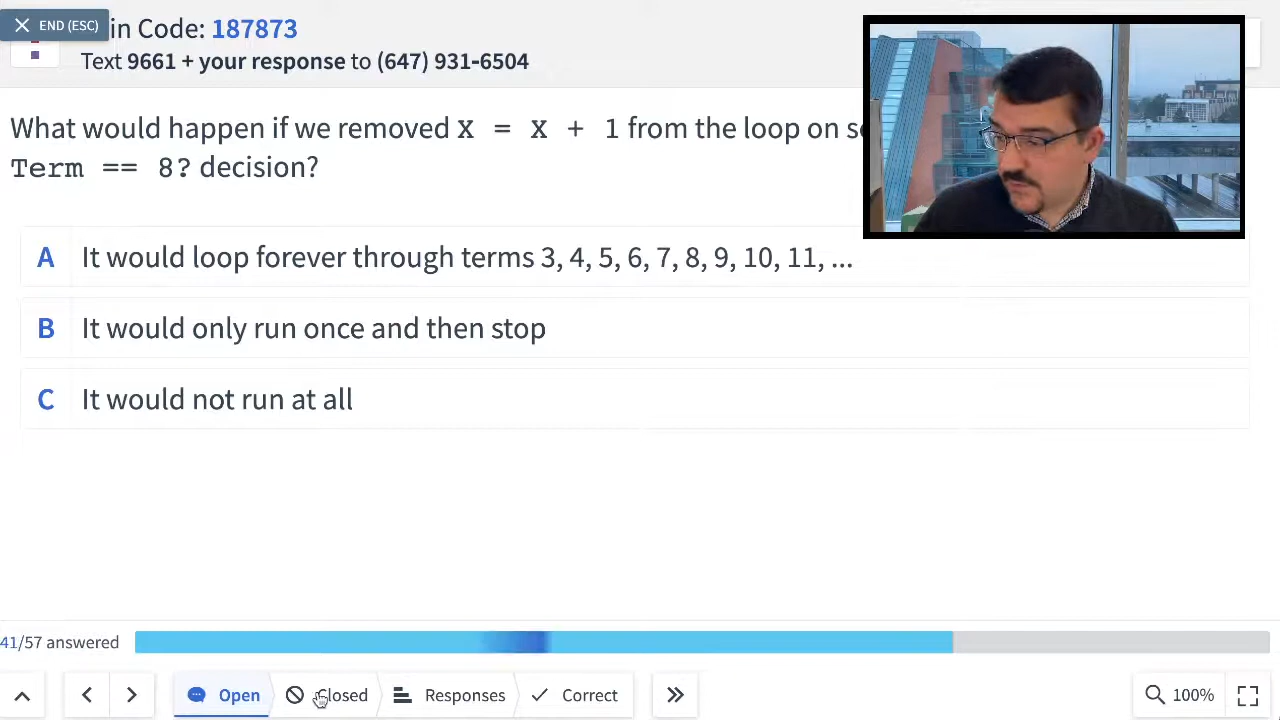 END (ESC)
in Code: 187873
Text 9661 + your response to (647) 931-6504
What would happen if we removed X = X + 1 from the loop on
Term == 8? decision?
A It would loop forever through terms 3, 4, 5, 6, 7, 8, 9, 10, 11, ...
B It would only run once and then stop
C It would not run at all
41/57 answered
Open Closed Responses Correct 100%